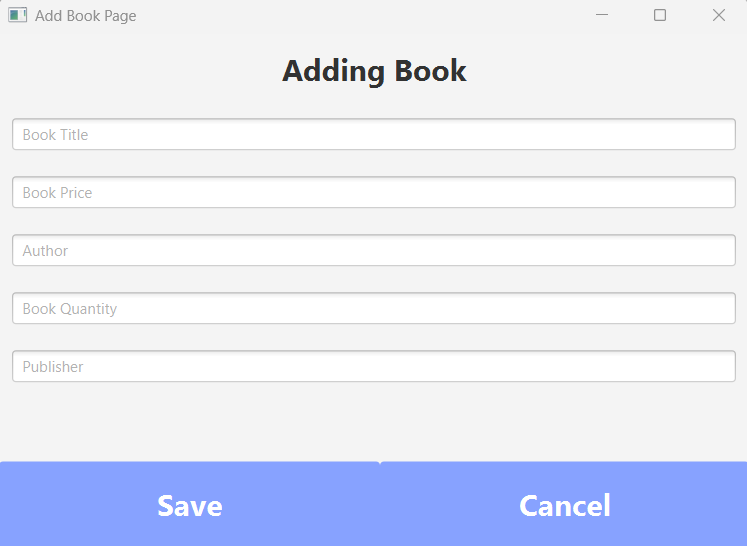 Add Book Page
Adding Book
Book Title
Book Price
Author
Book Quantity
Publisher
Save
Cancel